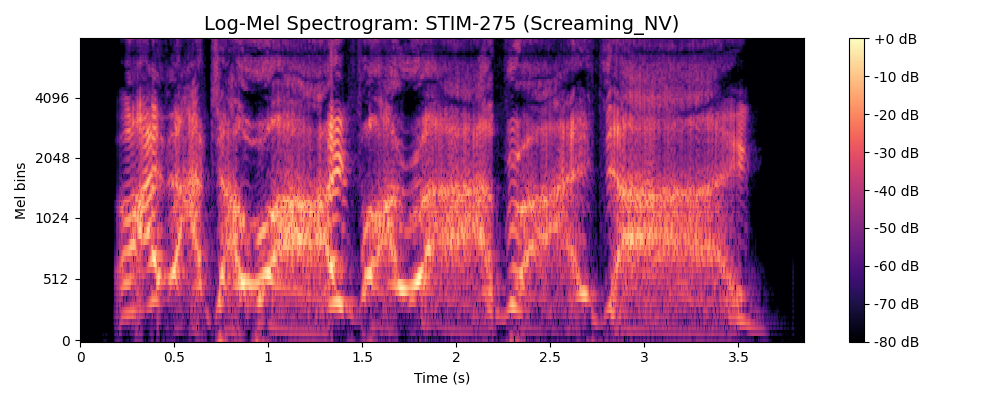 Log-Mel Spectrogram: STIM-275 (Screaming_NV)
+0 dB
-10 dB
-20 dB
-30 dB
-40 dB
-50 dB
-60 dB
-70 dB
-80 dB
Mel bins
4096
2048
1024
512
0
0 0.5 1 1.5 2 2.5 3 3.5
Time (s)